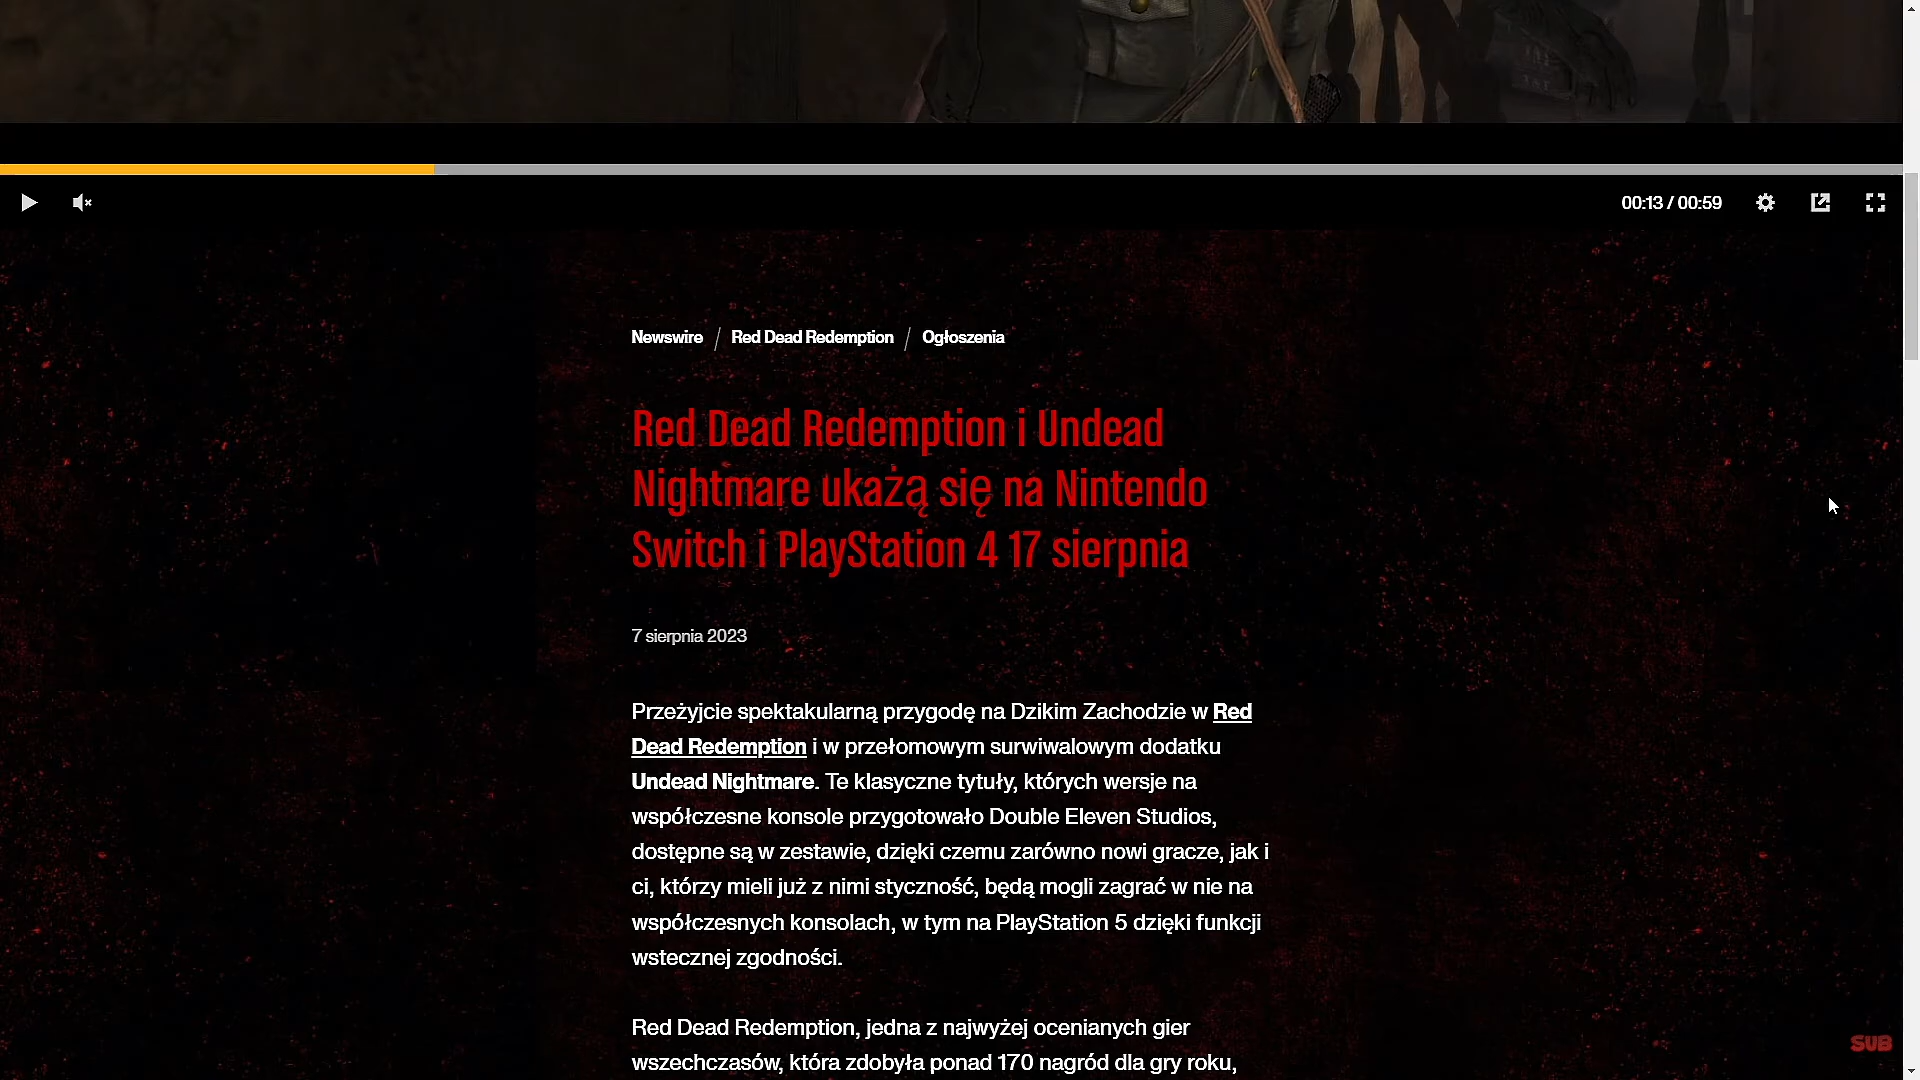 00:13 / 00:59
Newswire / Red Dead Redemption / Ogłoszenia
Red Dead Redemption i Undead
Nightmare ukażą się na Nintendo
Switch i PlayStation 4 17 sierpnia
7 sierpnia 2023
Przeżyjcie spektakularną przygodę na Dzikim Zachodzie w Red
Dead Redemption i w przełomowym surwiwalowym dodatku
Undead Nightmare. Te klasyczne tytuły, których wersje na
współczesne konsole przygotowało Double Eleven Studios,
dostępne są w zestawie, dzięki czemu zarówno nowi gracze, jak i
ci, którzy mieli już z nimi styczność, będą mogli zagrać w nie na
współczesnych konsolach, w tym na PlayStation 5 dzięki funkcji
wstecznej zgodności.
Red Dead Redemption, jedna z najwyżej ocenianych gier
wszechczasów, która zdobyła ponad 170 nagród dla gry roku,
SUB